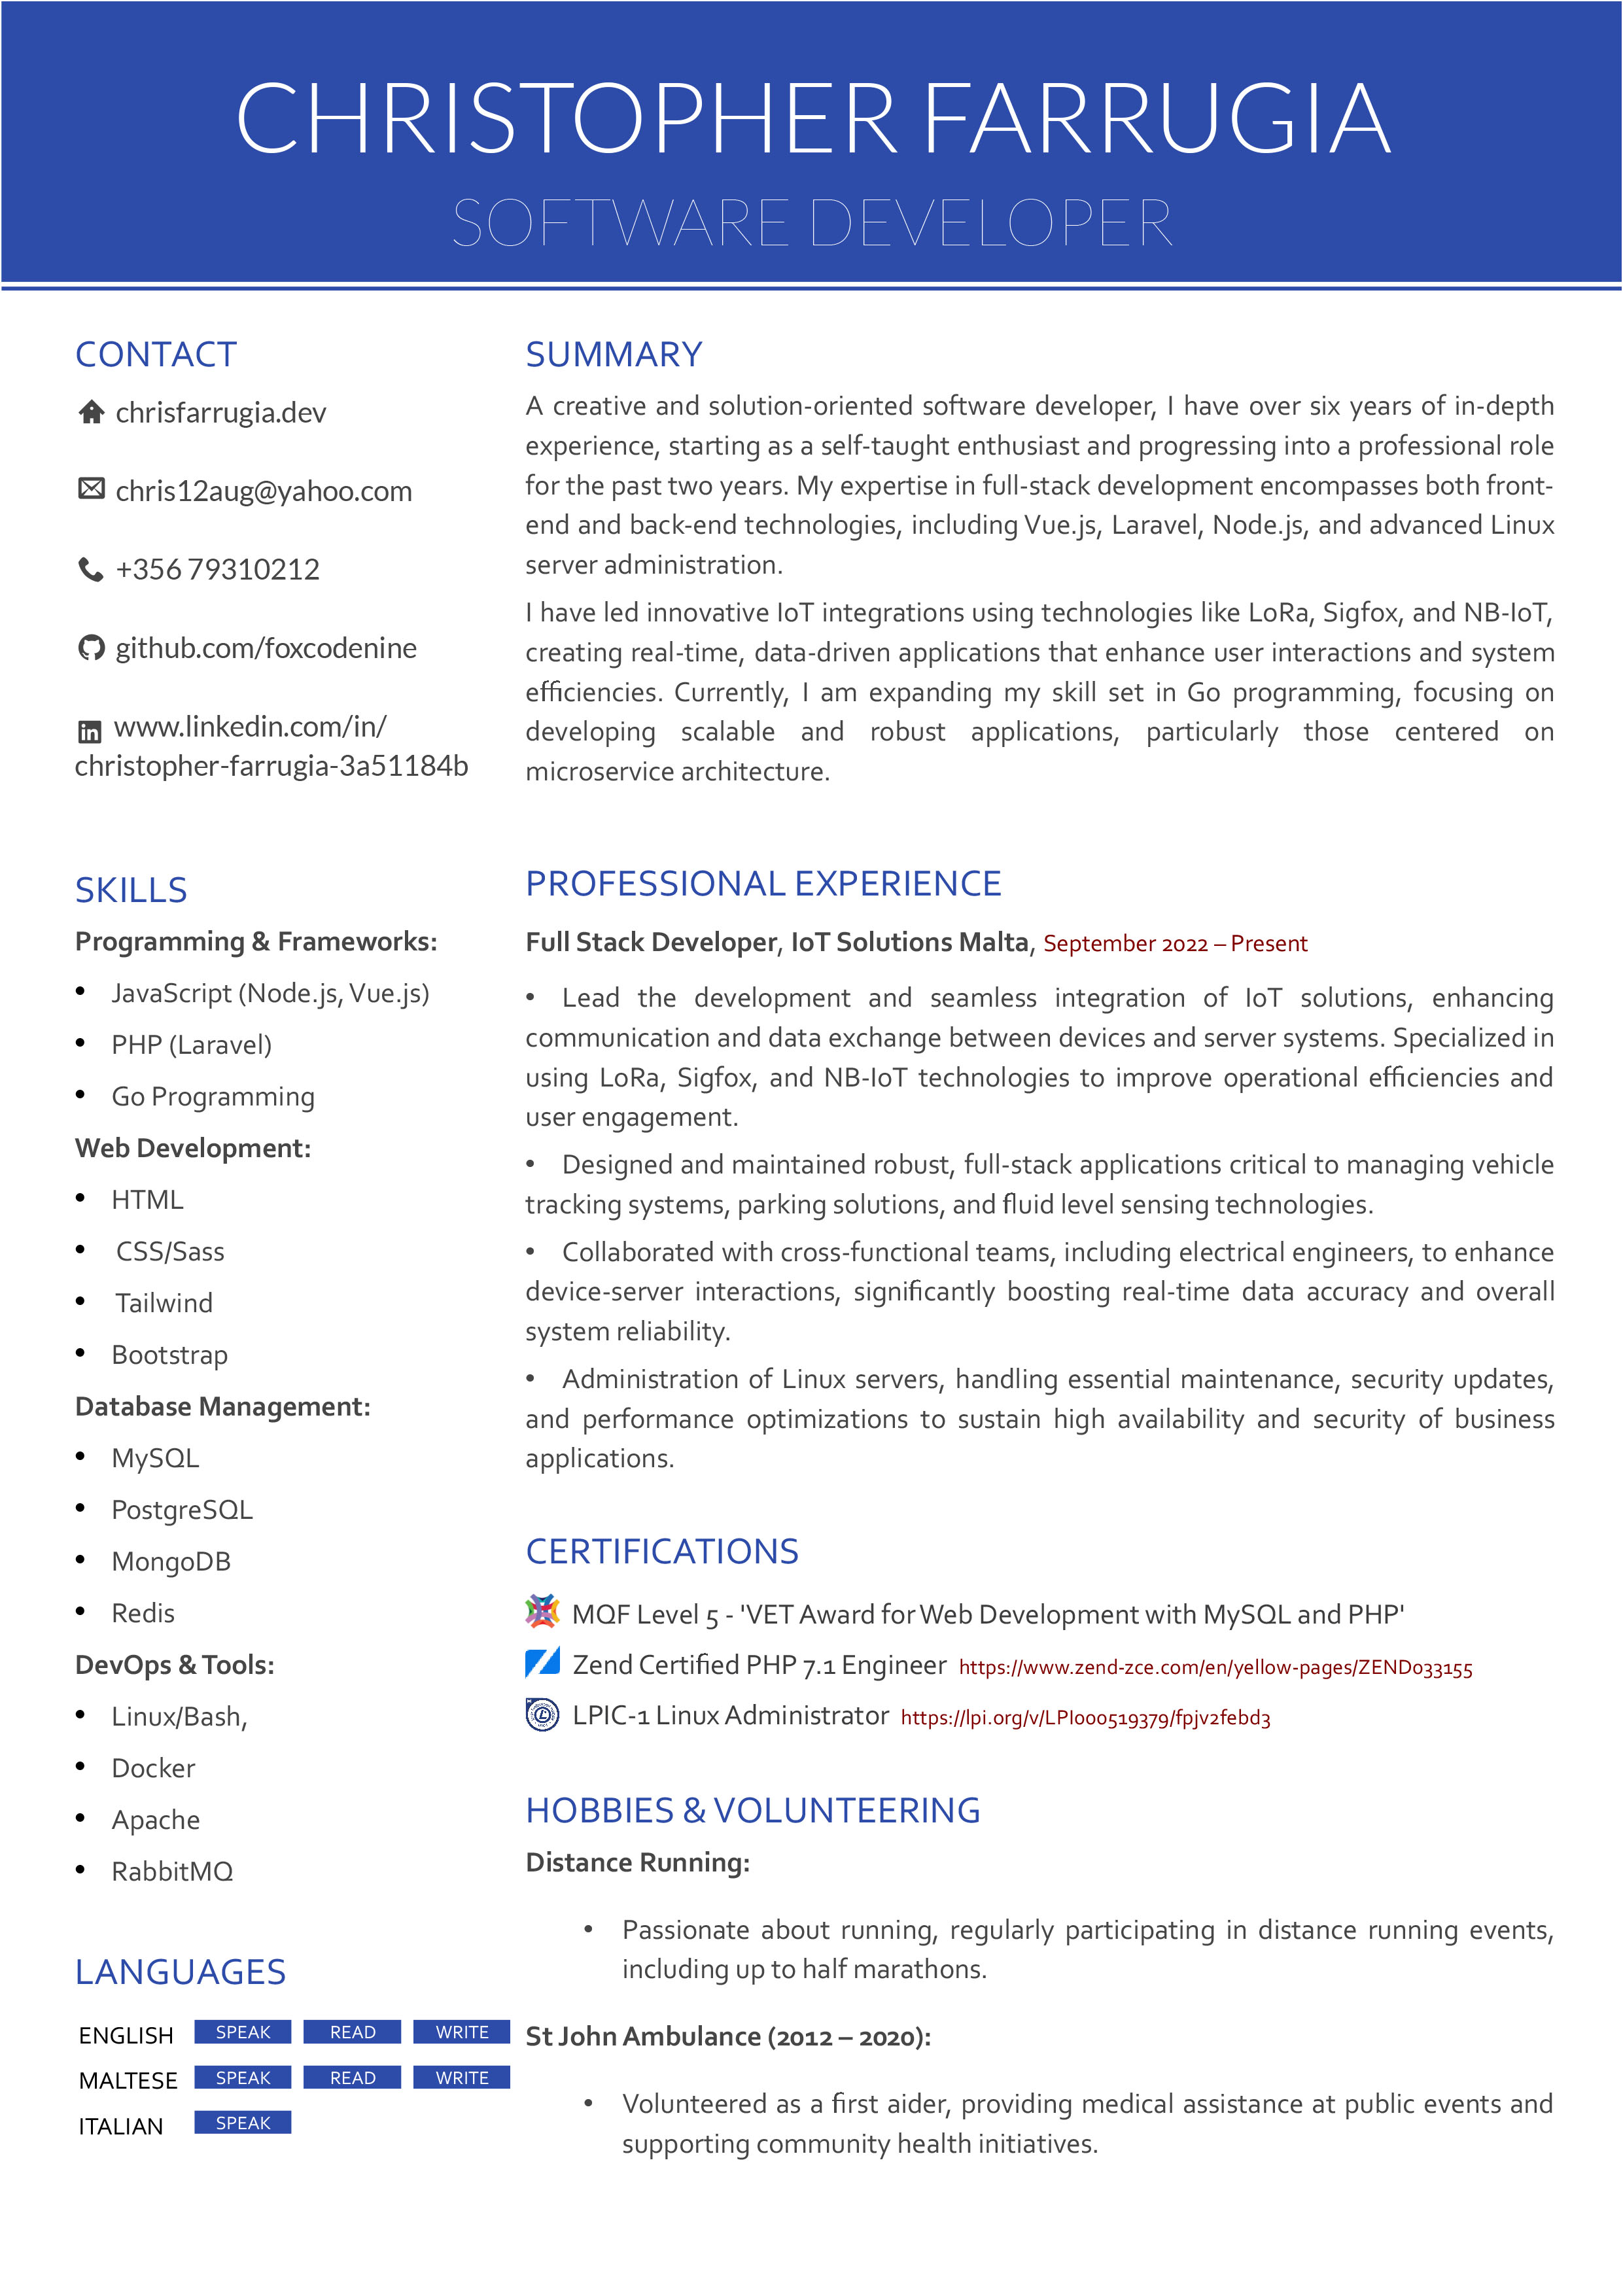 CHRISTOPHER FARRUGIA
SOFTWARE DEVELOPER
CONTACT
chrisfarrugia.dev
chris12aug@yahoo.com
+356 79310212
github.com/foxcodenine
www.linkedin.com/in/
christopher-farrugia-3a51184b
SKILLS
Programming & Frameworks:
• JavaScript (Node.js, Vue.js)
• PHP (Laravel)
• Go Programming
Web Development:
• HTML
• CSS/Sass
• Tailwind
• Bootstrap
Database Management:
• MySQL
• PostgreSQL
• MongoDB
• Redis
DevOps & Tools:
• Linux/Bash,
• Docker
• Apache
• RabbitMQ
LANGUAGES
ENGLISH SPEAK READ WRITE
MALTESE SPEAK READ WRITE
ITALIAN SPEAK
SUMMARY
A creative and solution-oriented software developer, I have over six years of in-depth
experience, starting as a self-taught enthusiast and progressing into a professional role
for the past two years. My expertise in full-stack development encompasses both front-
end and back-end technologies, including Vue.js, Laravel, Node.js, and advanced Linux
server administration.
I have led innovative IoT integrations using technologies like LoRa, Sigfox, and NB-IoT,
creating real-time, data-driven applications that enhance user interactions and system
efficiencies. Currently, I am expanding my skill set in Go programming, focusing on
developing scalable and robust applications, particularly those centered on
microservice architecture.
PROFESSIONAL EXPERIENCE
Full Stack Developer, IoT Solutions Malta, September 2022 – Present
• Lead the development and seamless integration of IoT solutions, enhancing
communication and data exchange between devices and server systems. Specialized in
using LoRa, Sigfox, and NB-IoT technologies to improve operational efficiencies and
user engagement.
• Designed and maintained robust, full-stack applications critical to managing vehicle
tracking systems, parking solutions, and fluid level sensing technologies.
• Collaborated with cross-functional teams, including electrical engineers, to enhance
device-server interactions, significantly boosting real-time data accuracy and overall
system reliability.
• Administration of Linux servers, handling essential maintenance, security updates,
and performance optimizations to sustain high availability and security of business
applications.
CERTIFICATIONS
MQF Level 5 - 'VET Award for Web Development with MySQL and PHP'
Zend Certified PHP 7.1 Engineer https://www.zend-zce.com/en/yellow-pages/ZEND033155
LPIC-1 Linux Administrator https://lpi.org/v/LPI000519379/fpjv2febd3
HOBBIES & VOLUNTEERING
Distance Running:
• Passionate about running, regularly participating in distance running events,
including up to half marathons.
St John Ambulance (2012 – 2020):
• Volunteered as a first aider, providing medical assistance at public events and
supporting community health initiatives.